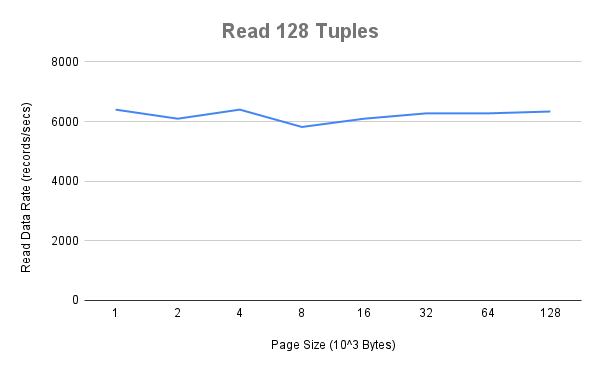 Read 128 Tuples
Read Data Rate (records/secs)
8000
6000
4000
2000
0
1 2 4 8 16 32 64 128
Page Size (10^3 Bytes)